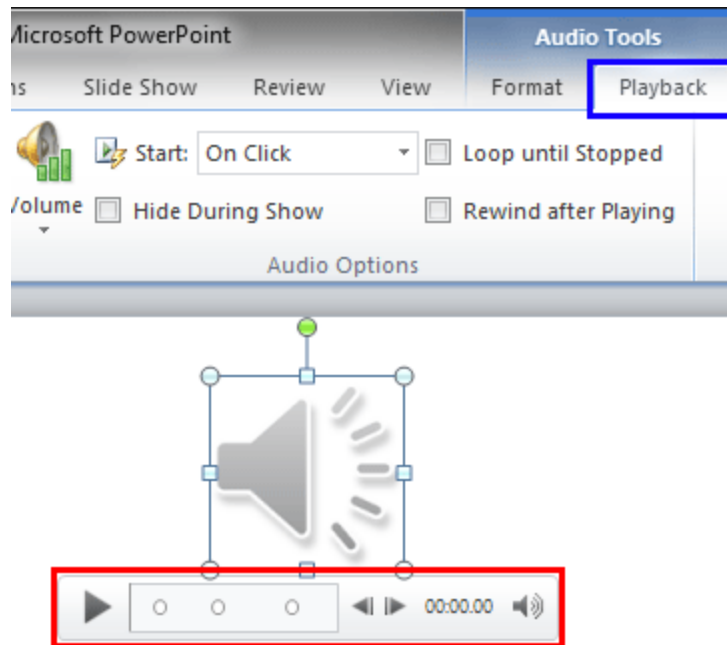 Microsoft PowerPoint Audio Tools
ns Slide Show Review View Format Playback
Start: On Click Loop until Stopped
Volume Hide During Show Rewind after Playing
Audio Options
00:00.00